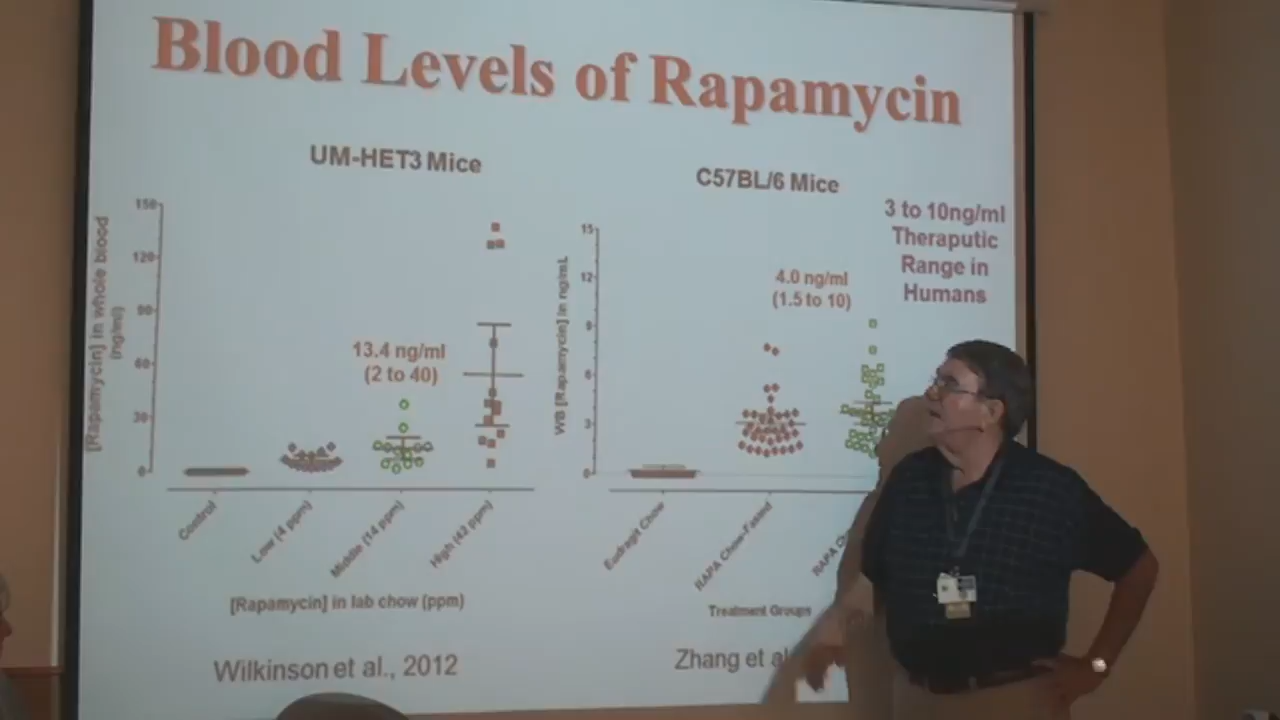 Blood Levels of Rapamycin
UM-HET3 Mice
[Rapamycin] in whole blood
(ng/ml)
150
120
90
60
30
0
13.4 ng/ml
(2 to 40)
Control
Low (4 ppm)
Middle (14 ppm)
High (42 ppm)
[Rapamycin] in lab chow (ppm)
Wilkinson et al., 2012
C57BL/6 Mice
WB [Rapamycin] in ng/mL
15
12
9
6
3
0
4.0 ng/ml
(1.5 to 10)
Eudragit Chow
RAPA Chow-Fasted
RAPA
Treatment Groups
Zhang et al
3 to 10ng/ml
Theraputic
Range in
Humans